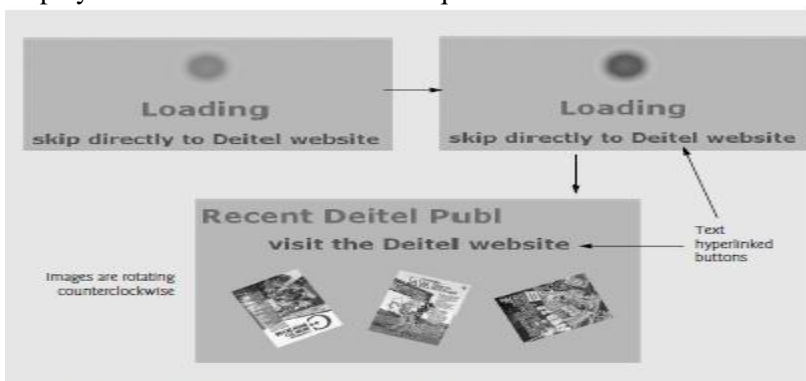 Loading
skip directly to Deitel website
Loading
skip directly to Deitel website
Recent Deitel Publ
visit the Deitel website
Text
hyperlinked
buttons
Images are rotating
counterclockwise